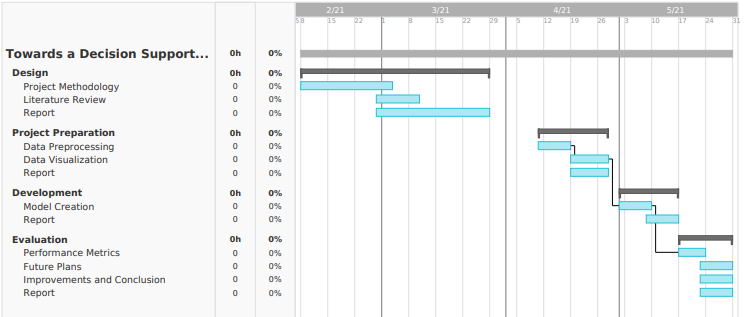 2/21 3/21 4/21 5/21
8 15 22 1 8 15 22 29 5 12 19 26 3 10 17 24 31
Towards a Decision Support... 0h 0%
Design 0h 0%
Project Methodology 0 0%
Literature Review 0 0%
Report 0 0%
Project Preparation 0h 0%
Data Preprocessing 0 0%
Data Visualization 0 0%
Report 0 0%
Development 0h 0%
Model Creation 0 0%
Report 0 0%
Evaluation 0h 0%
Performance Metrics 0 0%
Future Plans 0 0%
Improvements and Conclusion 0 0%
Report 0 0%